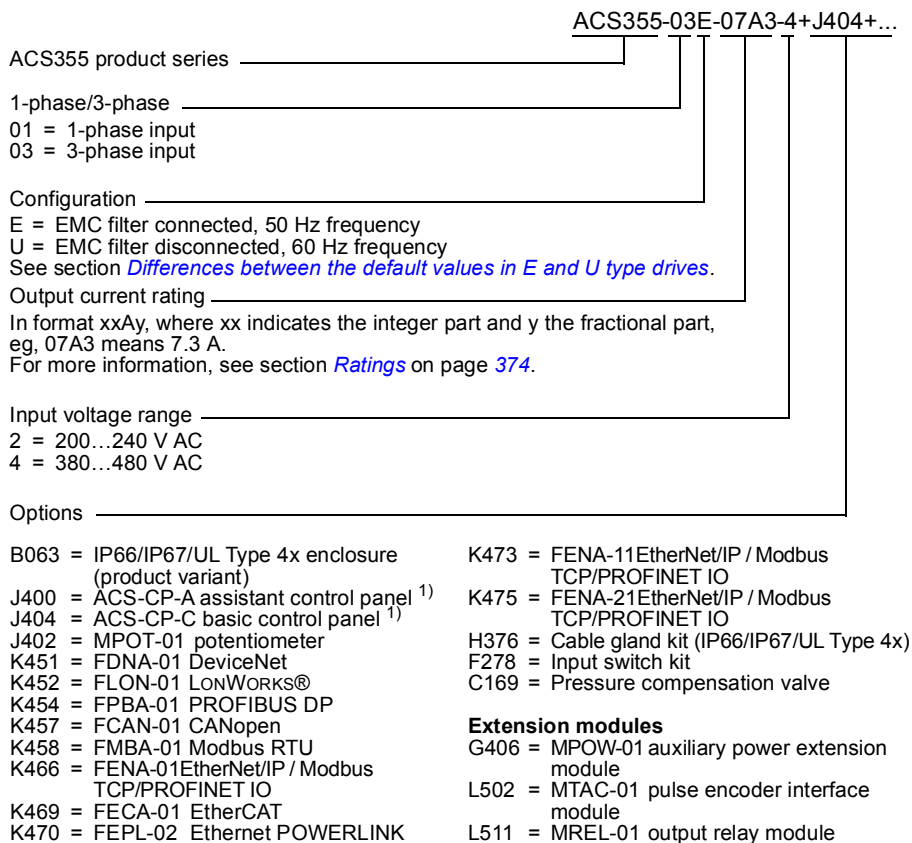 ACS355-03E-07A3-4+J404+...
ACS355 product series
1-phase/3-phase
01 = 1-phase input
03 = 3-phase input
Configuration
E = EMC filter connected, 50 Hz frequency
U = EMC filter disconnected, 60 Hz frequency
See section Differences between the default values in E and U type drives.
Output current rating
In format xxAy, where xx indicates the integer part and y the fractional part,
eg, 07A3 means 7.3 A.
For more information, see section Ratings on page 374.
Input voltage range
2 = 200…240 V AC
4 = 380…480 V AC
Options
B063 = IP66/IP67/UL Type 4x enclosure
(product variant)
J400 = ACS-CP-A assistant control panel 1)
J404 = ACS-CP-C basic control panel 1)
J402 = MPOT-01 potentiometer
K451 = FDNA-01 DeviceNet
K452 = FLON-01 LONWORKS®
K454 = FPBA-01 PROFIBUS DP
K457 = FCAN-01 CANopen
K458 = FMBA-01 Modbus RTU
K466 = FENA-01EtherNet/IP / Modbus
TCP/PROFINET IO
K469 = FECA-01 EtherCAT
K470 = FEPL-02 Ethernet POWERLINK
K473 = FENA-11EtherNet/IP / Modbus
TCP/PROFINET IO
K475 = FENA-21EtherNet/IP / Modbus
TCP/PROFINET IO
H376 = Cable gland kit (IP66/IP67/UL Type 4x)
F278 = Input switch kit
C169 = Pressure compensation valve
Extension modules
G406 = MPOW-01 auxiliary power extension
module
L502 = MTAC-01 pulse encoder interface
module
L511 = MREL-01 output relay module